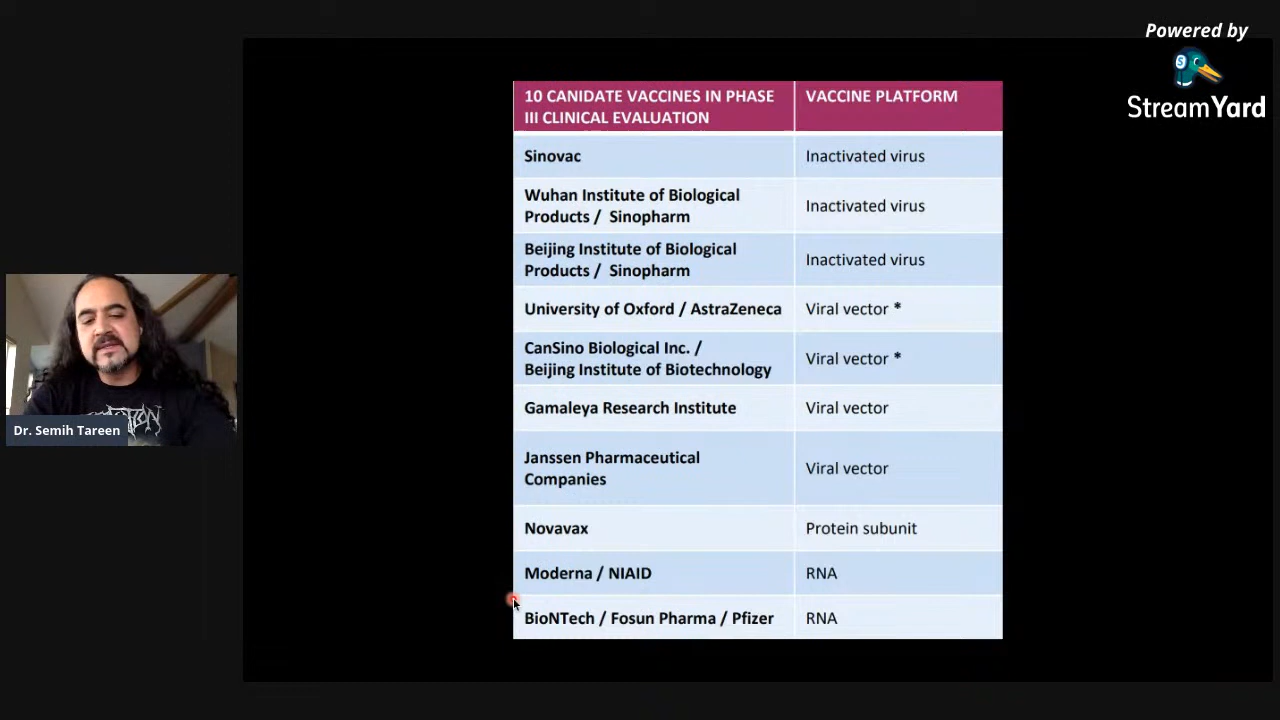 Powered by
StreamYard
10 CANIDATE VACCINES IN PHASE
III CLINICAL EVALUATION
VACCINE PLATFORM
Sinovac
Inactivated virus
Wuhan Institute of Biological
Products / Sinopharm
Inactivated virus
Beijing Institute of Biological
Products / Sinopharm
Inactivated virus
University of Oxford / AstraZeneca
Viral vector *
CanSino Biological Inc. /
Beijing Institute of Biotechnology
Viral vector *
Gamaleya Research Institute
Viral vector
Janssen Pharmaceutical
Companies
Viral vector
Novavax
Protein subunit
Moderna / NIAID
RNA
BioNTech / Fosun Pharma / Pfizer
RNA
Dr. Semih Tareen